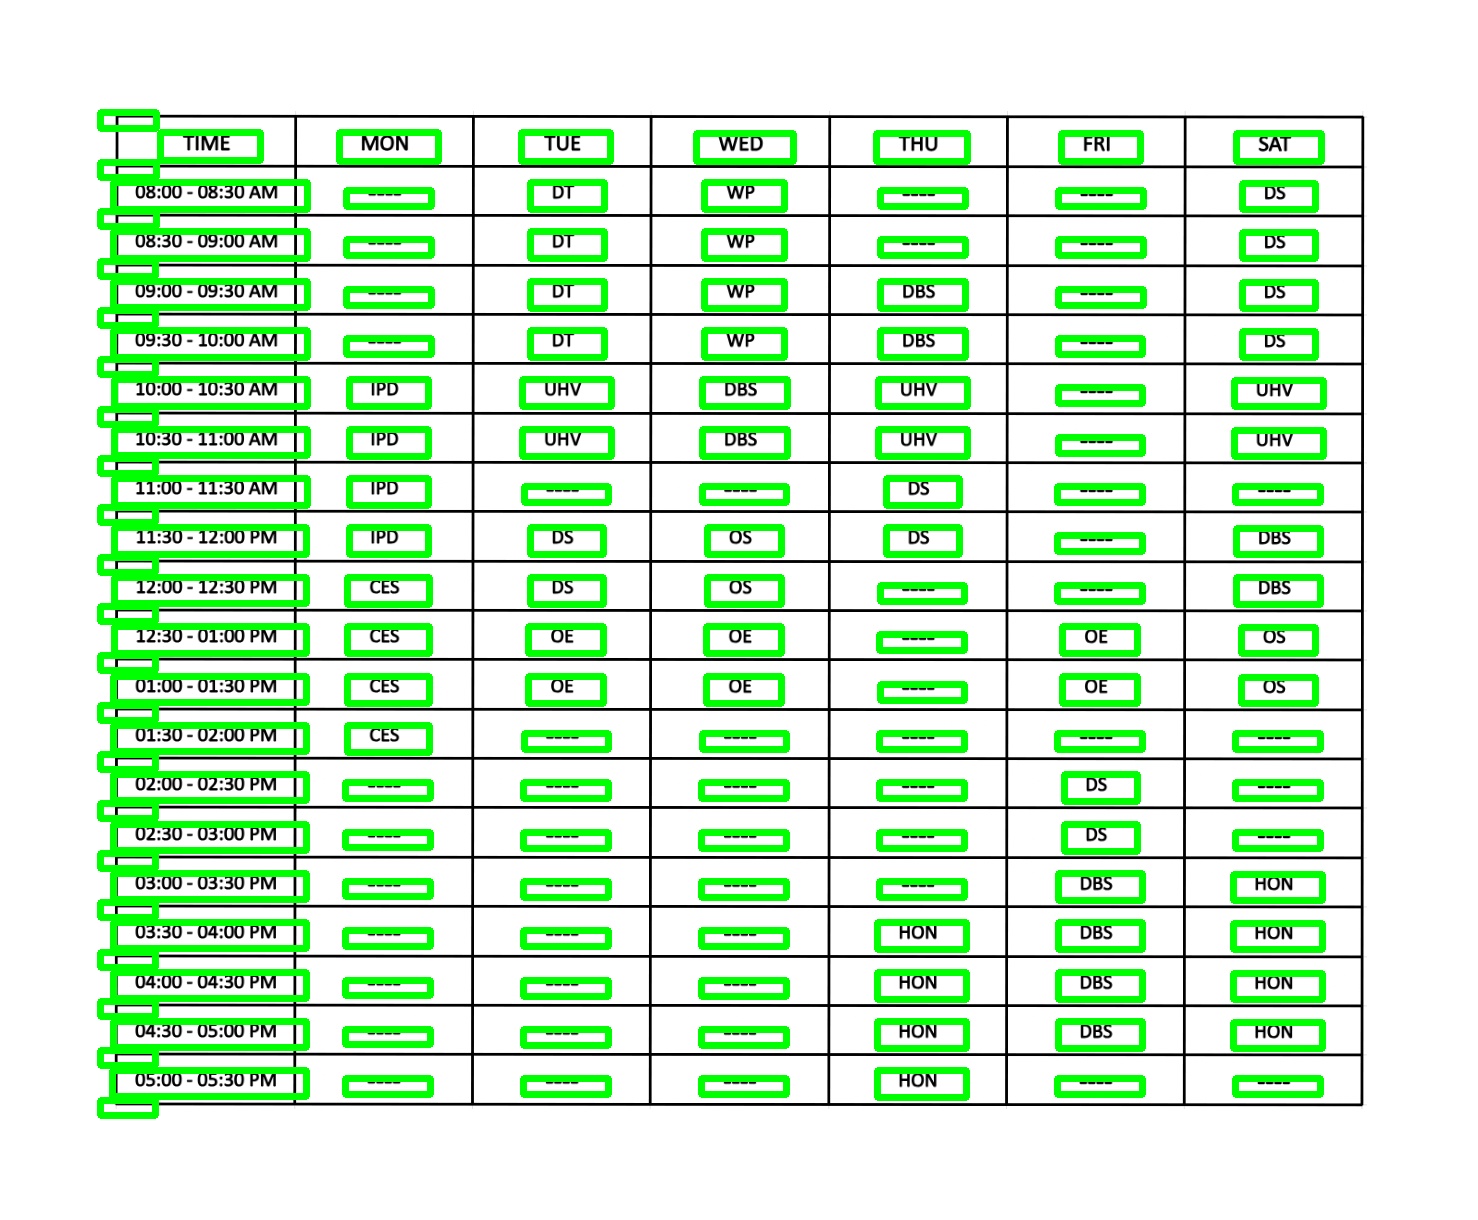 TIME MON TUE WED THU FRI SAT
08:00 - 08:30 AM ---- DT WP ---- ---- DS
08:30 - 09:00 AM ---- DT WP ---- ---- DS
09:00 - 09:30 AM ---- DT WP DBS ---- DS
09:30 - 10:00 AM ---- DT WP DBS ---- DS
10:00 - 10:30 AM IPD UHV DBS UHV ---- UHV
10:30 - 11:00 AM IPD UHV DBS UHV ---- UHV
11:00 - 11:30 AM IPD ---- ---- DS ---- ----
11:30 - 12:00 PM IPD DS OS DS ---- DBS
12:00 - 12:30 PM CES DS OS ---- ---- DBS
12:30 - 01:00 PM CES OE OE ---- OE OS
01:00 - 01:30 PM CES OE OE ---- OE OS
01:30 - 02:00 PM CES ---- ---- ---- ---- ----
02:00 - 02:30 PM ---- ---- ---- ---- DS ----
02:30 - 03:00 PM ---- ---- ---- ---- DS ----
03:00 - 03:30 PM ---- ---- ---- ---- DBS HON
03:30 - 04:00 PM ---- ---- ---- HON DBS HON
04:00 - 04:30 PM ---- ---- ---- HON DBS HON
04:30 - 05:00 PM ---- ---- ---- HON DBS HON
05:00 - 05:30 PM ---- ---- ---- HON ---- ----